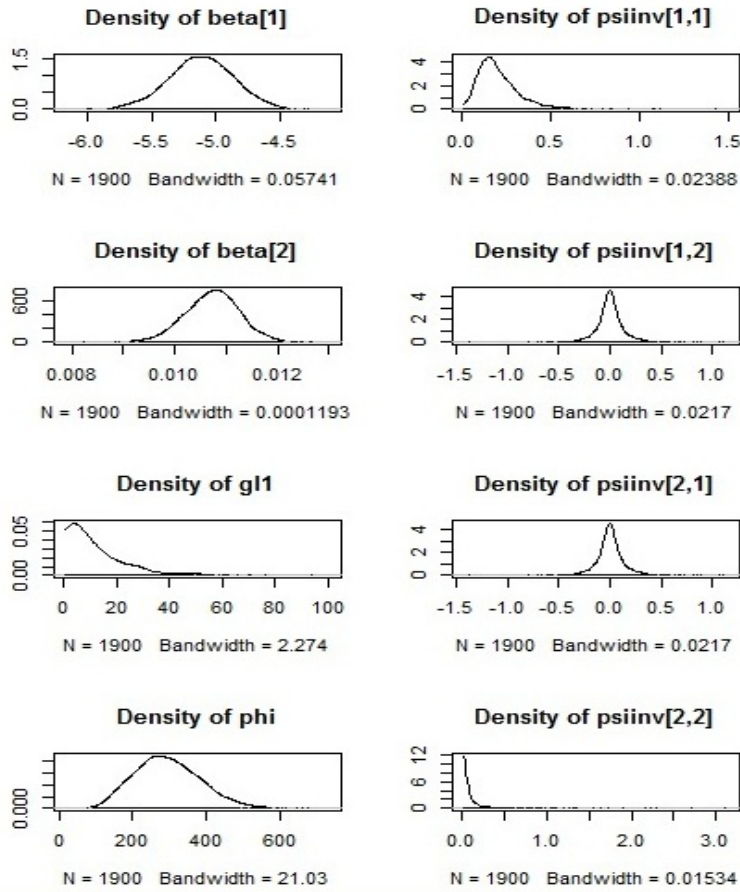 Density of beta[1]
1.5
0.0
-6.0 -5.5 -5.0 -4.5
N = 1900 Bandwidth = 0.05741
Density of psiinv[1,1]
4
2
0
0.0 0.5 1.0 1.5
N = 1900 Bandwidth = 0.02388
Density of beta[2]
600
0
0.008 0.010 0.012
N = 1900 Bandwidth = 0.0001193
Density of psiinv[1,2]
4
2
0
-1.5 -1.0 -0.5 0.0 0.5 1.0
N = 1900 Bandwidth = 0.0217
Density of gl1
0.05
0.00
0 20 40 60 80 100
N = 1900 Bandwidth = 2.274
Density of psiinv[2,1]
4
2
0
-1.5 -1.0 -0.5 0.0 0.5 1.0
N = 1900 Bandwidth = 0.0217
Density of phi
0.000
0 200 400 600
N = 1900 Bandwidth = 21.03
Density of psiinv[2,2]
12
6
0
0.0 1.0 2.0 3.0
N = 1900 Bandwidth = 0.01534